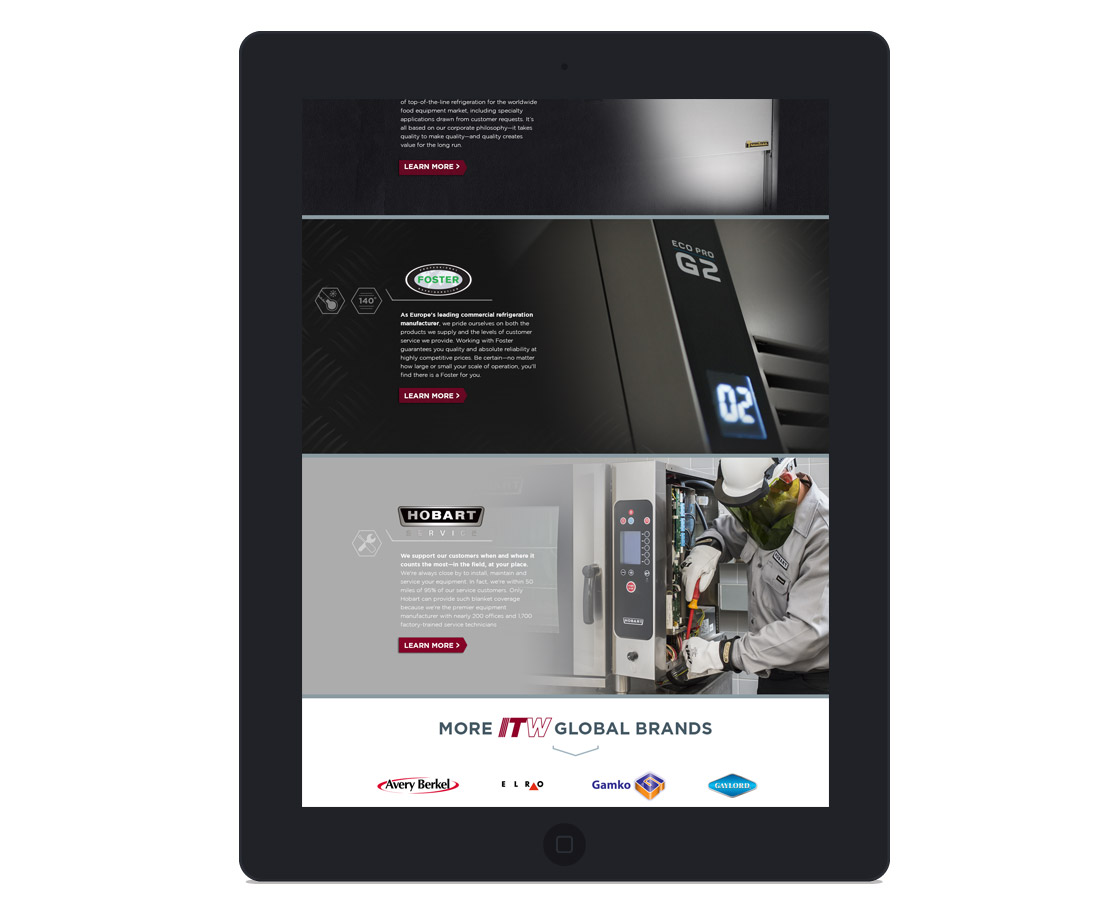 of top-of-the-line refrigeration for the worldwide
food equipment market, including specialty
applications drawn from customer requests. It's
all based on our corporate philosophy—it takes
quality to make quality—and quality creates
value for the long run.
LEARN MORE >
ECO PRO
G2
PROFESSIONAL
FOSTER
REFRIGERATION
140°
As Europe's leading commercial refrigeration
manufacturer, we pride ourselves on both the
products we supply and the levels of customer
service we provide. Working with Foster
guarantees you quality and absolute reliability at
highly competitive prices. Be certain—no matter
how large or small your scale of operation, you'll
find there is a Foster for you.
LEARN MORE >
02
HOBART
SERVICE
We support our customers when and where it
counts the most—in the field, at your place.
We're always close by to install, maintain and
service your equipment. In fact, we're within 50
miles of 95% of our service customers. Only
Hobart can provide such blanket coverage
because we're the premier equipment
manufacturer with nearly 200 offices and 1,700
factory-trained service technicians
LEARN MORE >
HOBART
MORE ITW GLOBAL BRANDS
Avery Berkel
ELRO
Gamko
GAYLORD